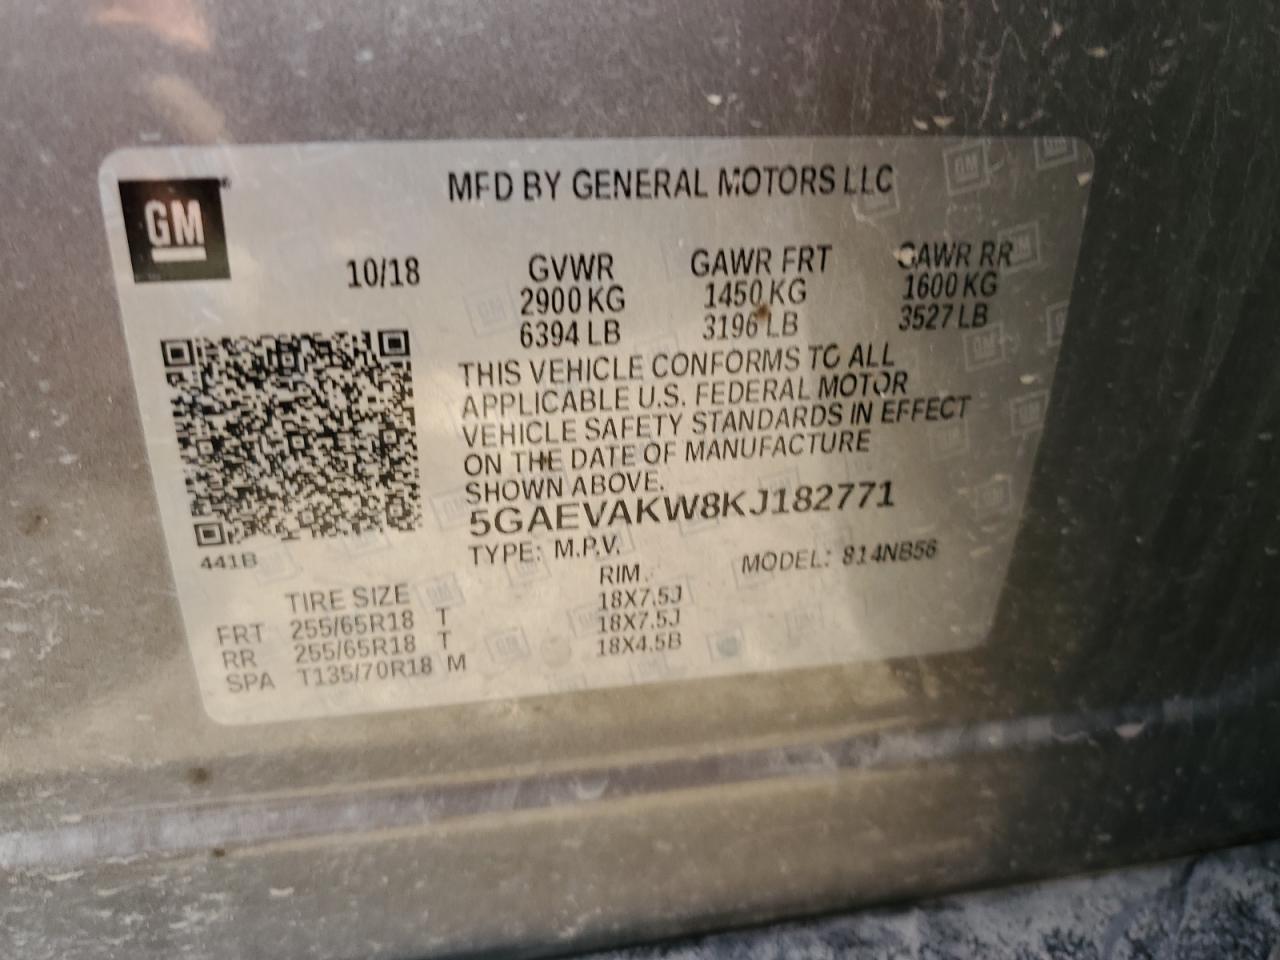 MFD BY GENERAL MOTORS LLC
GM
10/18 GVWR GAWR FRT GAWR RR
2900 KG 1450 KG 1600 KG
6394 LB 3196 LB 3527 LB
THIS VEHICLE CONFORMS TO ALL
APPLICABLE U.S. FEDERAL MOTOR
VEHICLE SAFETY STANDARDS IN EFFECT
ON THE DATE OF MANUFACTURE
SHOWN ABOVE.
5GAEVAKW8KJ182771
441B
TYPE: M.P.V. MODEL: 814NB56
TIRE SIZE RIM
FRT 255/65R18 T 18X7.5J
RR 255/65R18 T 18X7.5J
SPA T135/70R18 M 18X4.5B